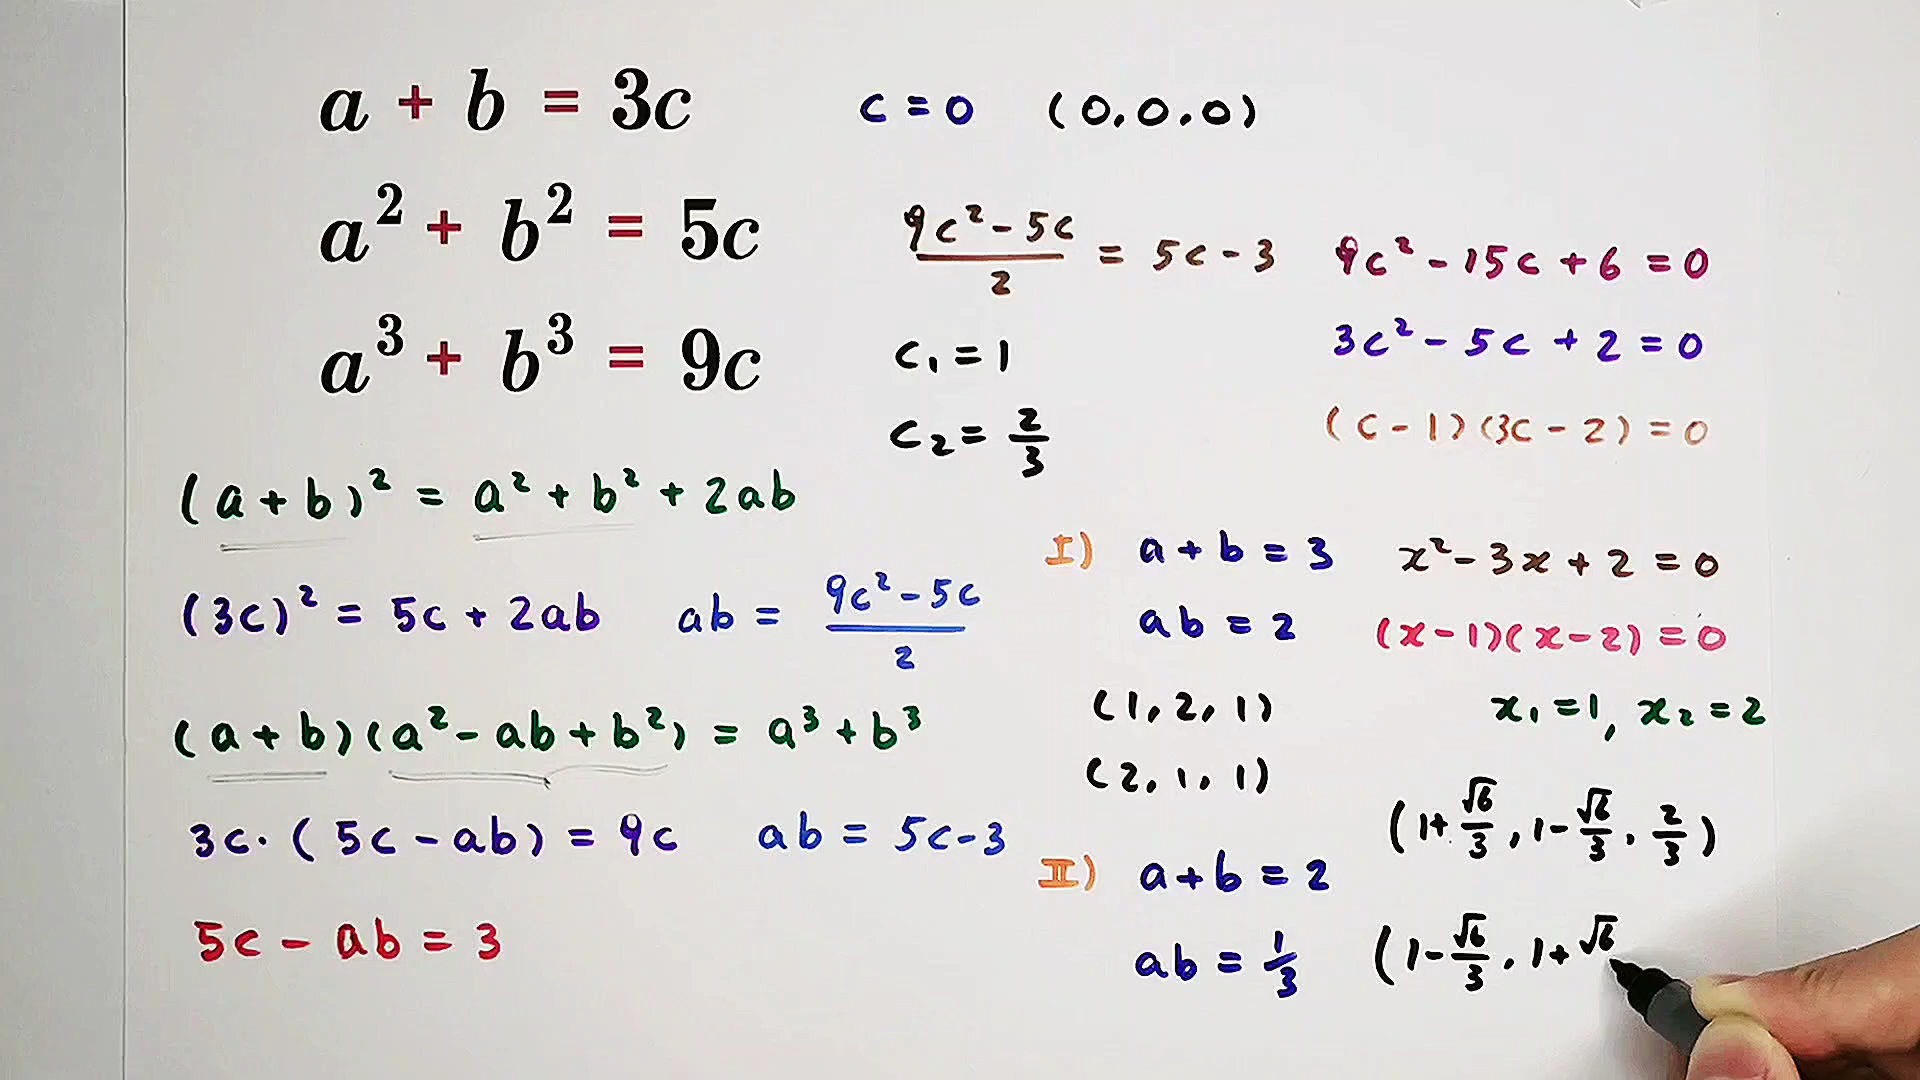 a + b = 3c
a² + b² = 5c
a³ + b³ = 9c
(a + b)² = a² + b² + 2ab
(3c)² = 5c + 2ab ab = (9c² - 5c)/2
(a + b)(a² - ab + b²) = a³ + b³
3c · (5c - ab) = 9c ab = 5c - 3
5c - ab = 3
c = 0 (0, 0, 0)
(9c² - 5c)/2 = 5c - 3 9c² - 15c + 6 = 0
c₁ = 1 3c² - 5c + 2 = 0
c₂ = 2/3 (c - 1)(3c - 2) = 0
I) a + b = 3 x² - 3x + 2 = 0
ab = 2 (x - 1)(x - 2) = 0
(1, 2, 1) x₁ = 1, x₂ = 2
(2, 1, 1)
(1 + √6/3, 1 - √6/3, 2/3)
II) a + b = 2
ab = 1/3 (1 - √6/3, 1 + √6